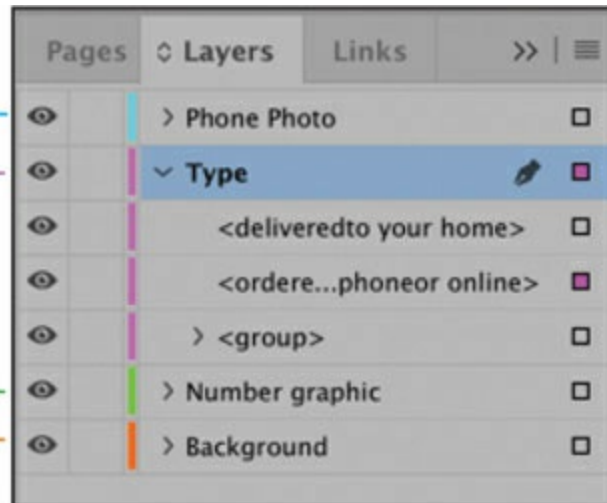 Pages Layers Links
Phone Photo
Type
<deliveredto your home>
<ordere...phoneor online>
<group>
Number graphic
Background